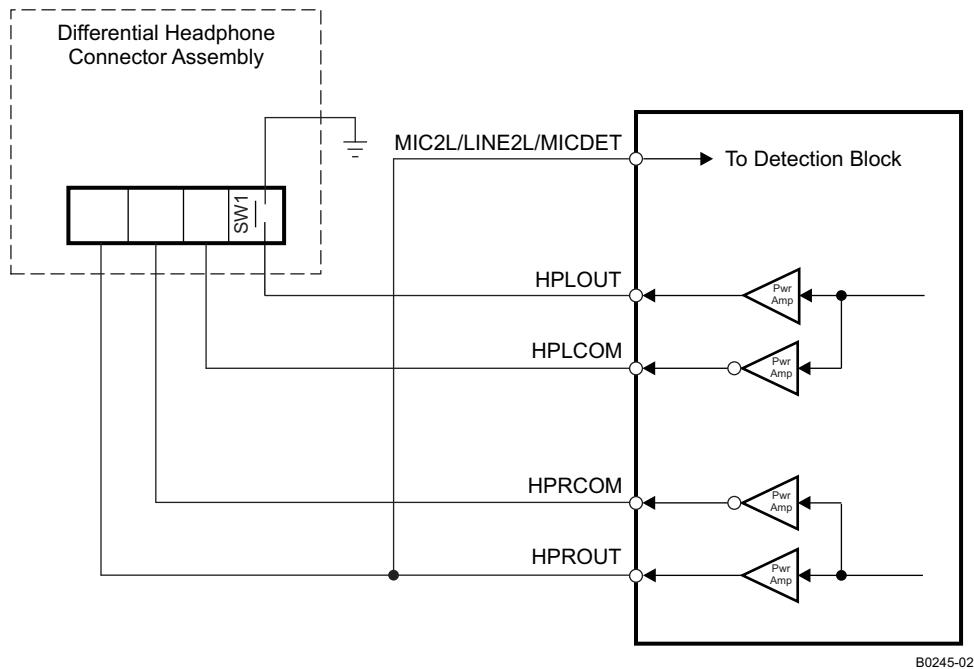 Differential Headphone
Connector Assembly
MIC2L/LINE2L/MICDET
To Detection Block
SW1
HPLOUT
Pwr
Amp
HPLCOM
Pwr
Amp
HPRCOM
Pwr
Amp
HPROUT
Pwr
Amp
B0245-02